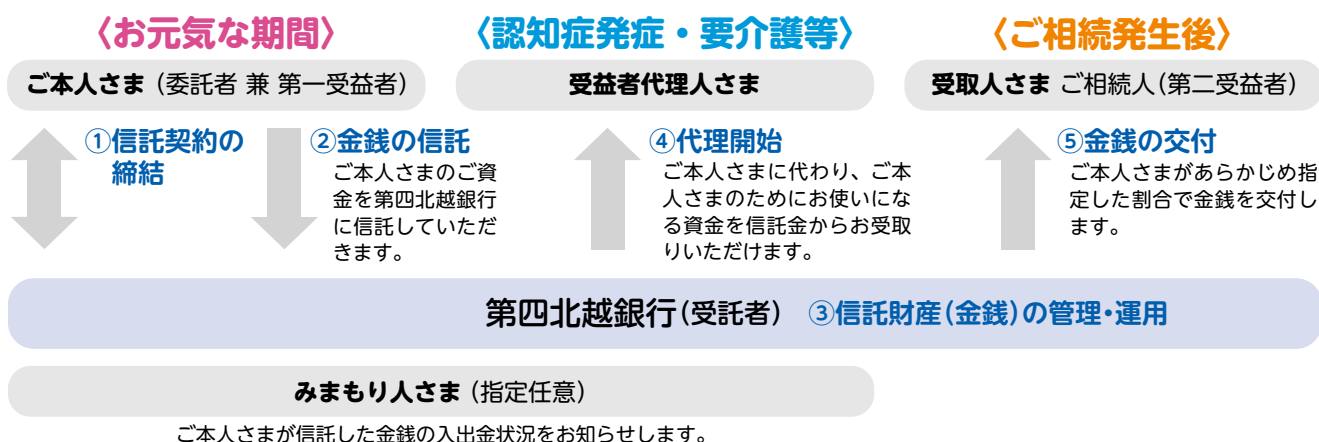 〈お元気な期間〉
ご本人さま（委託者 兼 第一受益者）
①信託契約の
締結
②金銭の信託
ご本人さまのご資
金を第四北越銀行
に信託していただ
きます。
〈認知症発症・要介護等〉
受益者代理人さま
④代理開始
ご本人さまに代わり、ご本
人さまのためにお使いにな
る資金を信託金からお受取
りいただけます。
〈ご相続発生後〉
受取人さま ご相続人（第二受益者）
⑤金銭の交付
ご本人さまがあらかじめ指
定した割合で金銭を交付し
ます。
第四北越銀行（受託者） ③信託財産（金銭）の管理・運用
みまもり人さま（指定任意）
ご本人さまが信託した金銭の入出金状況をお知らせします。